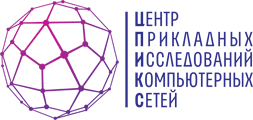 ЦЕНТР
ПРИКЛАДНЫХ
ИССЛЕДОВАНИЙ
КОМПЬЮТЕРНЫХ
СЕТЕЙ